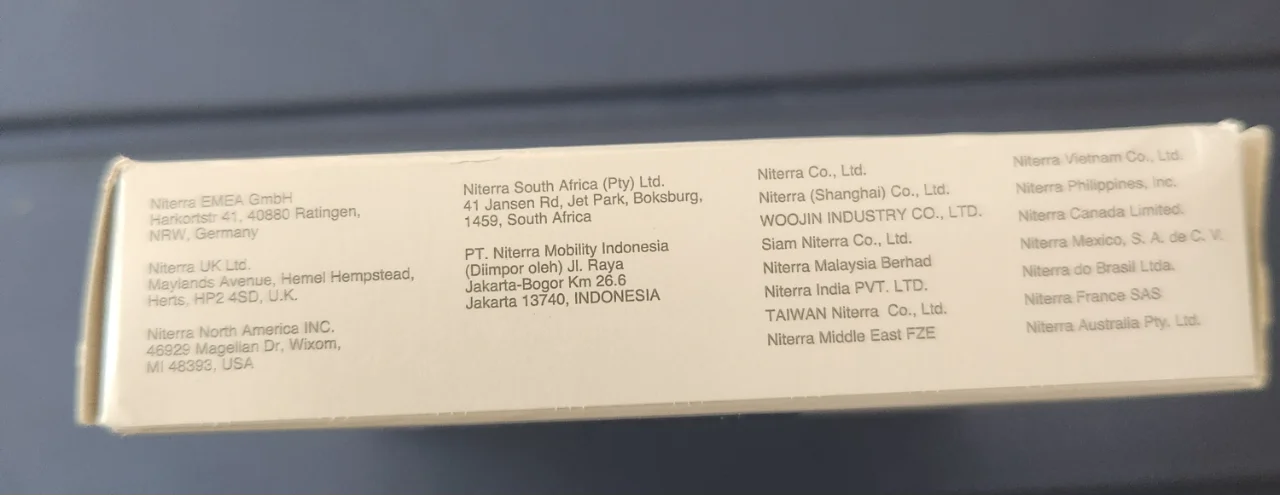 Niterra EMEA GmbH
Harkortstr 41, 40880 Ratingen,
NRW, Germany
Niterra UK Ltd.
Maylands Avenue, Hemel Hempstead,
Herts, HP2 4SD, U.K.
Niterra North America INC.
46929 Magellan Dr, Wixom,
MI 48393, USA
Niterra South Africa (Pty) Ltd.
41 Jansen Rd, Jet Park, Boksburg,
1459, South Africa
PT. Niterra Mobility Indonesia
(Diimpor oleh) Jl. Raya
Jakarta-Bogor Km 26.6
Jakarta 13740, INDONESIA
Niterra Co., Ltd.
Niterra (Shanghai) Co., Ltd.
WOOJIN INDUSTRY CO., LTD.
Siam Niterra Co., Ltd.
Niterra Malaysia Berhad
Niterra India PVT. LTD.
TAIWAN Niterra Co., Ltd.
Niterra Middle East FZE
Niterra Vietnam Co., Ltd.
Niterra Philippines, Inc.
Niterra Canada Limited.
Niterra Mexico, S. A. de C. V.
Niterra do Brasil Ltda.
Niterra France SAS
Niterra Australia Pty. Ltd.